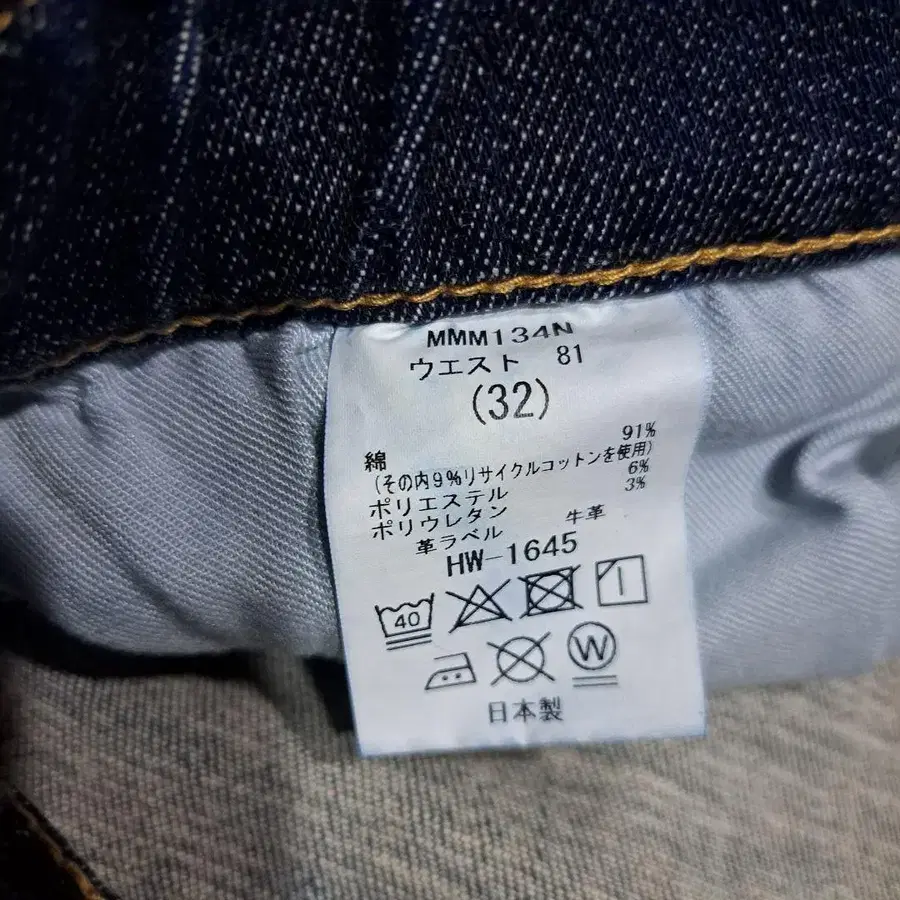 MMM134N
ウエスト 81
(32)
綿 91%
(その内9%リサイクルコットンを使用)
ポリエステル 6%
ポリウレタン 3%
革ラベル 牛革
HW-1645
40
W
日本製